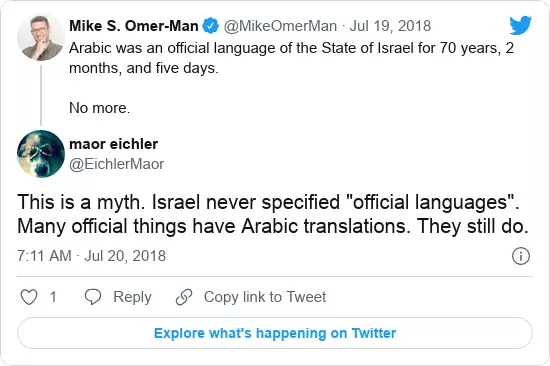 Mike S. Omer-Man @MikeOmerMan · Jul 19, 2018
Arabic was an official language of the State of Israel for 70 years, 2
months, and five days.
No more.
maor eichler
@EichlerMaor
This is a myth. Israel never specified "official languages".
Many official things have Arabic translations. They still do.
7:11 AM · Jul 20, 2018
1 Reply Copy link to Tweet
Explore what's happening on Twitter